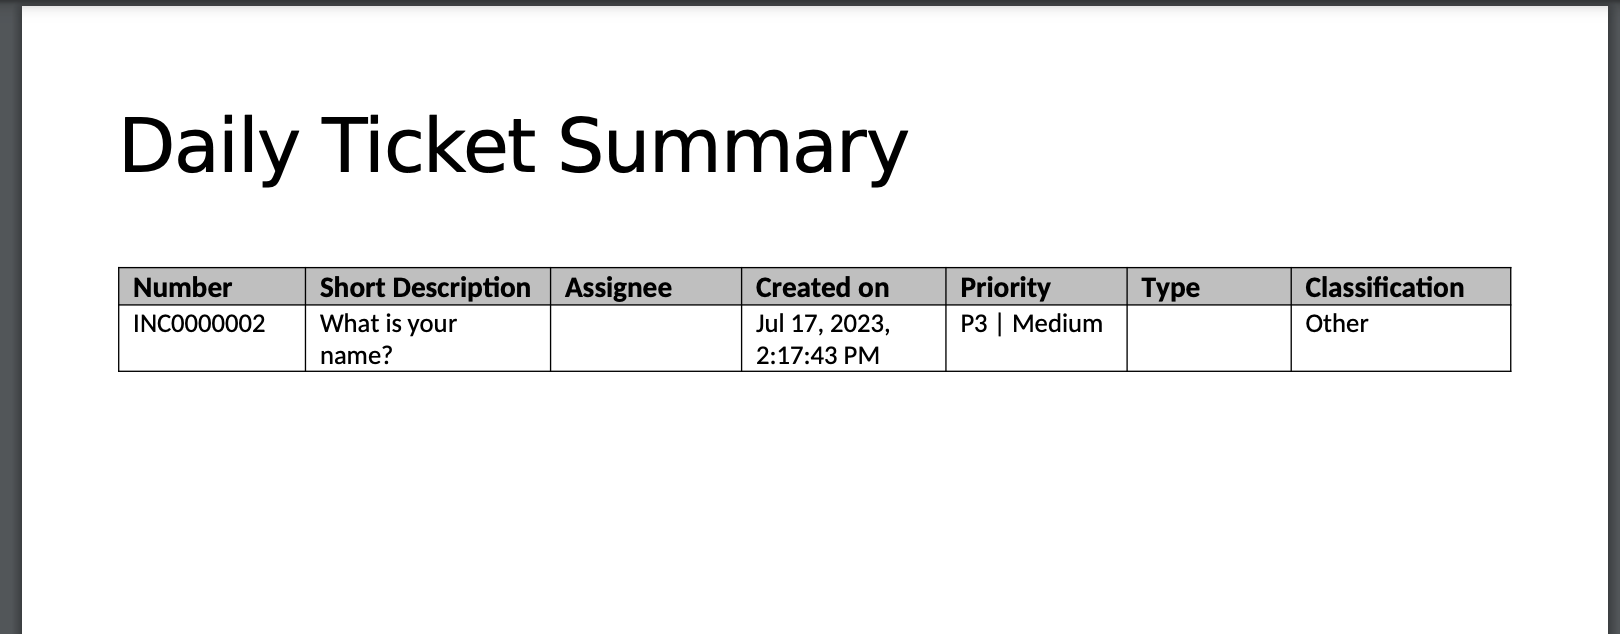 Daily Ticket Summary
Number Short Description Assignee Created on Priority Type Classification
INC0000002 What is your Jul 17, 2023, P3 | Medium Other
name? 2:17:43 PM